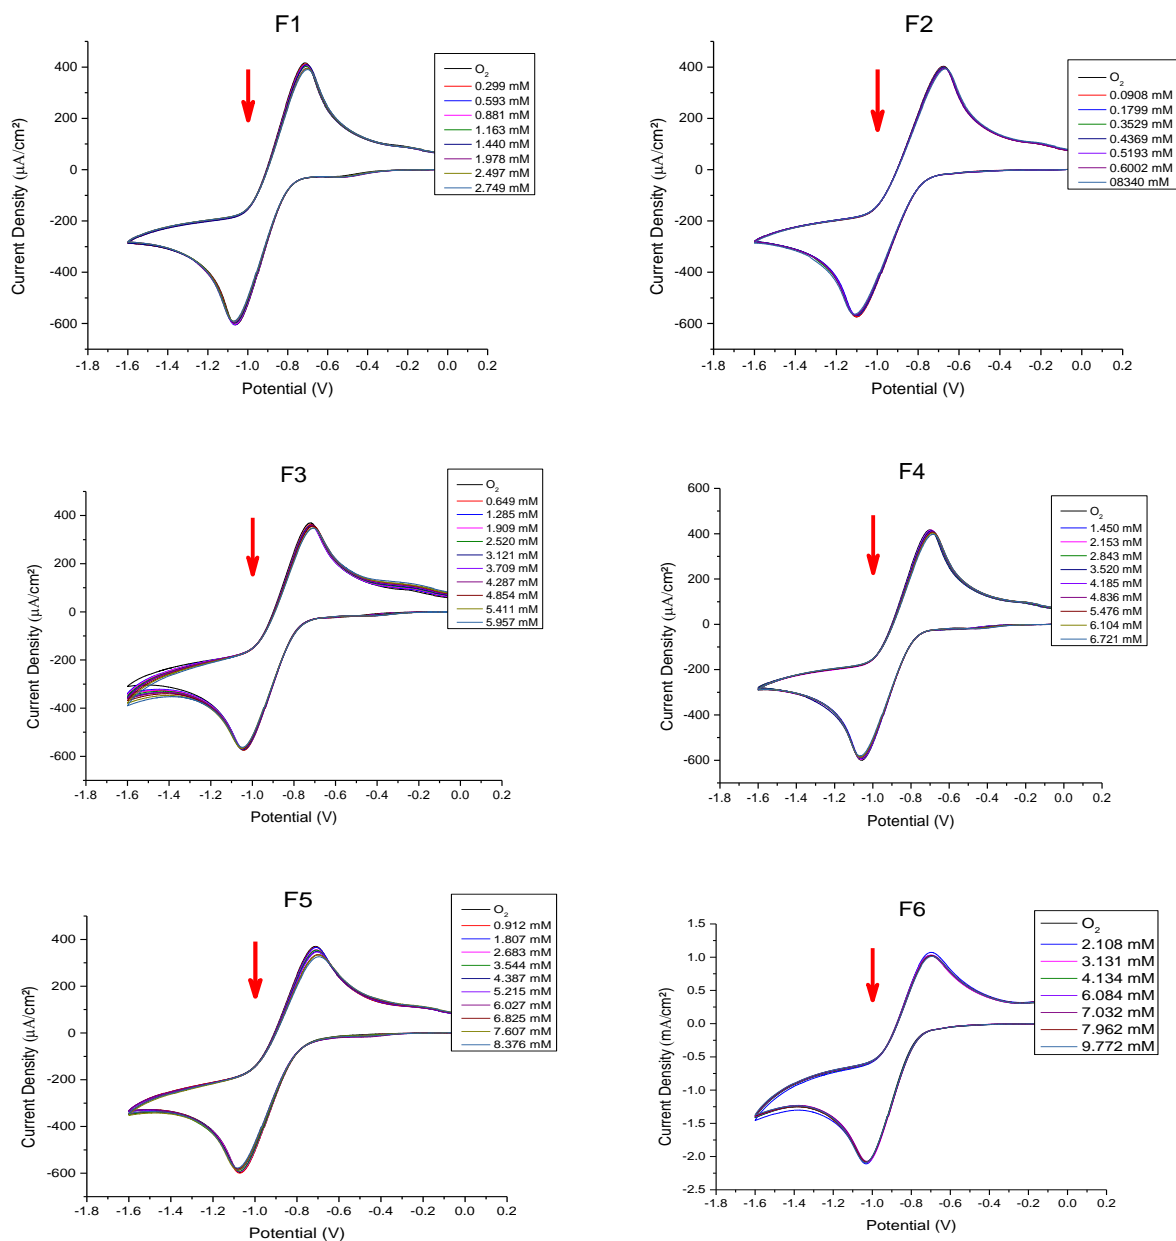 F1
O2
0.299 mM
0.593 mM
0.881 mM
1.163 mM
1.440 mM
1.978 mM
2.497 mM
2.749 mM
400
200
0
-200
-400
-600
Current Density (µA/cm²)
-1.8 -1.6 -1.4 -1.2 -1.0 -0.8 -0.6 -0.4 -0.2 0.0 0.2
Potential (V)
F2
O2
0.0908 mM
0.1799 mM
0.3529 mM
0.4369 mM
0.5193 mM
0.6002 mM
08340 mM
400
200
0
-200
-400
-600
Current Density (µA/cm²)
-1.8 -1.6 -1.4 -1.2 -1.0 -0.8 -0.6 -0.4 -0.2 0.0 0.2
Potential (V)
F3
O2
0.649 mM
1.285 mM
1.909 mM
2.520 mM
3.121 mM
3.709 mM
4.287 mM
4.854 mM
5.411 mM
5.957 mM
400
200
0
-200
-400
-600
Current Density (µA/cm²)
-1.8 -1.6 -1.4 -1.2 -1.0 -0.8 -0.6 -0.4 -0.2 0.0 0.2
Potential (V)
F4
O2
1.450 mM
2.153 mM
2.843 mM
3.520 mM
4.185 mM
4.836 mM
5.476 mM
6.104 mM
6.721 mM
600
400
200
0
-200
-400
-600
Current Density (µA/cm²)
-1.8 -1.6 -1.4 -1.2 -1.0 -0.8 -0.6 -0.4 -0.2 0.0 0.2
Potential (V)
F5
O2
0.912 mM
1.807 mM
2.683 mM
3.544 mM
4.387 mM
5.215 mM
6.027 mM
6.825 mM
7.607 mM
8.376 mM
400
200
0
-200
-400
-600
Current Density (µA/cm²)
-1.8 -1.6 -1.4 -1.2 -1.0 -0.8 -0.6 -0.4 -0.2 0.0 0.2
Potential (V)
F6
O2
2.108 mM
3.131 mM
4.134 mM
6.084 mM
7.032 mM
7.962 mM
9.772 mM
1.5
1.0
0.5
0.0
-0.5
-1.0
-1.5
-2.0
-2.5
Current Density (mA/cm²)
-1.8 -1.6 -1.4 -1.2 -1.0 -0.8 -0.6 -0.4 -0.2 0.0 0.2
Potential (V)